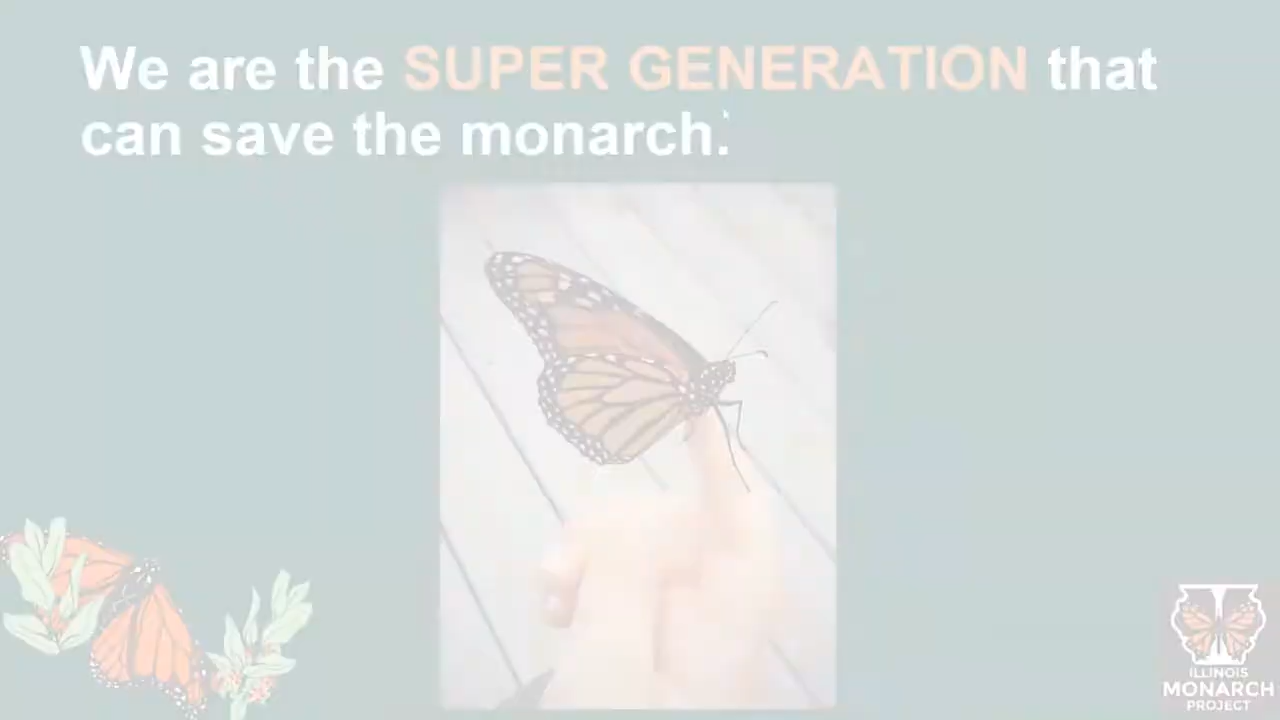 We are the SUPER GENERATION that
can save the monarch.
ILLINOIS
MONARCH
PROJECT